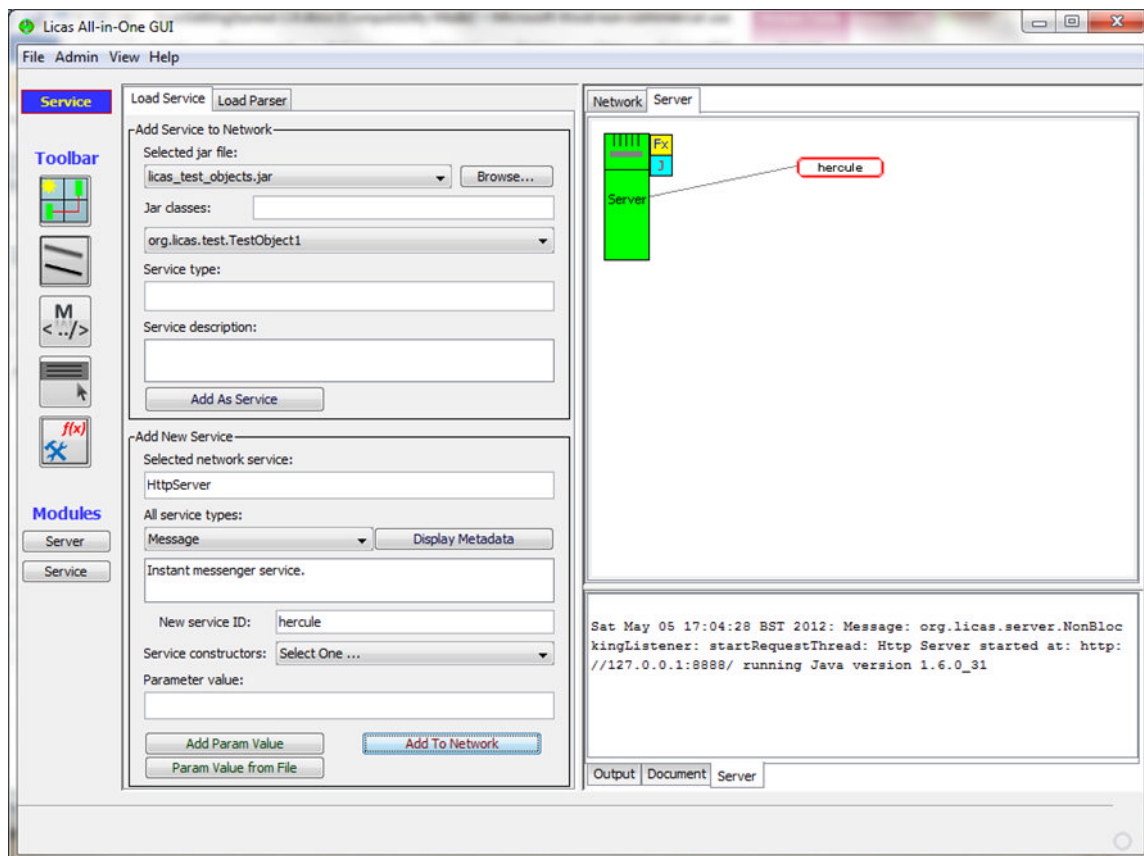 Licas All-in-One GUI
File Admin View Help
Service
Toolbar
M
<../>
f(x)
Modules
Server
Service
Load Service Load Parser
Add Service to Network
Selected jar file:
licas_test_objects.jar Browse...
Jar classes:
org.licas.test.TestObject1
Service type:
Service description:
Add As Service
Add New Service
Selected network service:
HttpServer
All service types:
Message Display Metadata
Instant messenger service.
New service ID: hercule
Service constructors: Select One ...
Parameter value:
Add Param Value Add To Network
Param Value from File
Network Server
Fx
J
Server
hercule
Sat May 05 17:04:28 BST 2012: Message: org.licas.server.NonBloc
kingListener: startRequestThread: Http Server started at: http:
//127.0.0.1:8888/ running Java version 1.6.0_31
Output Document Server